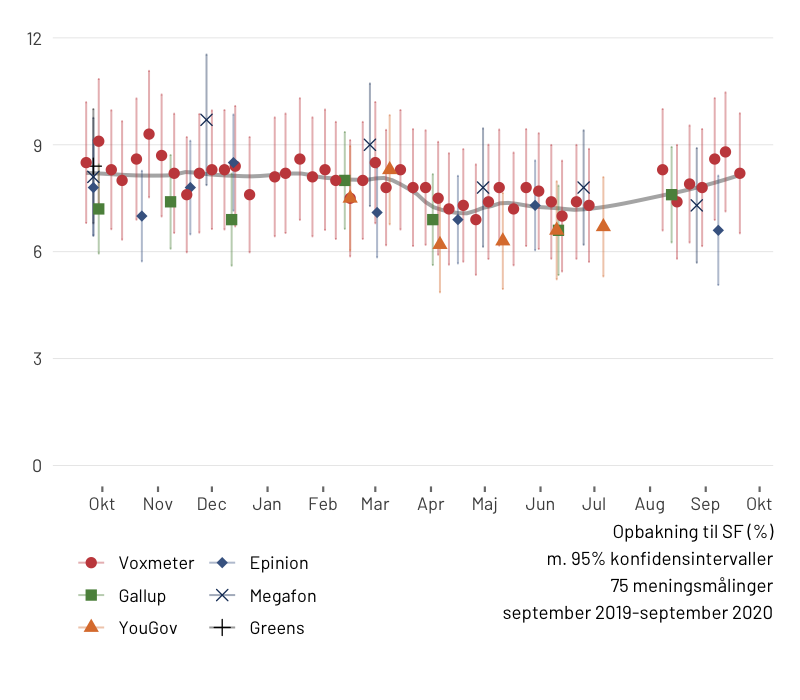 12
9
6
3
0
Okt Nov Dec Jan Feb Mar Apr Maj Jun Jul Aug Sep Okt
Opbakning til SF (%)
m. 95% konfidensintervaller
75 meningsmålinger
september 2019-september 2020
Voxmeter Epinion
Gallup Megafon
YouGov Greens